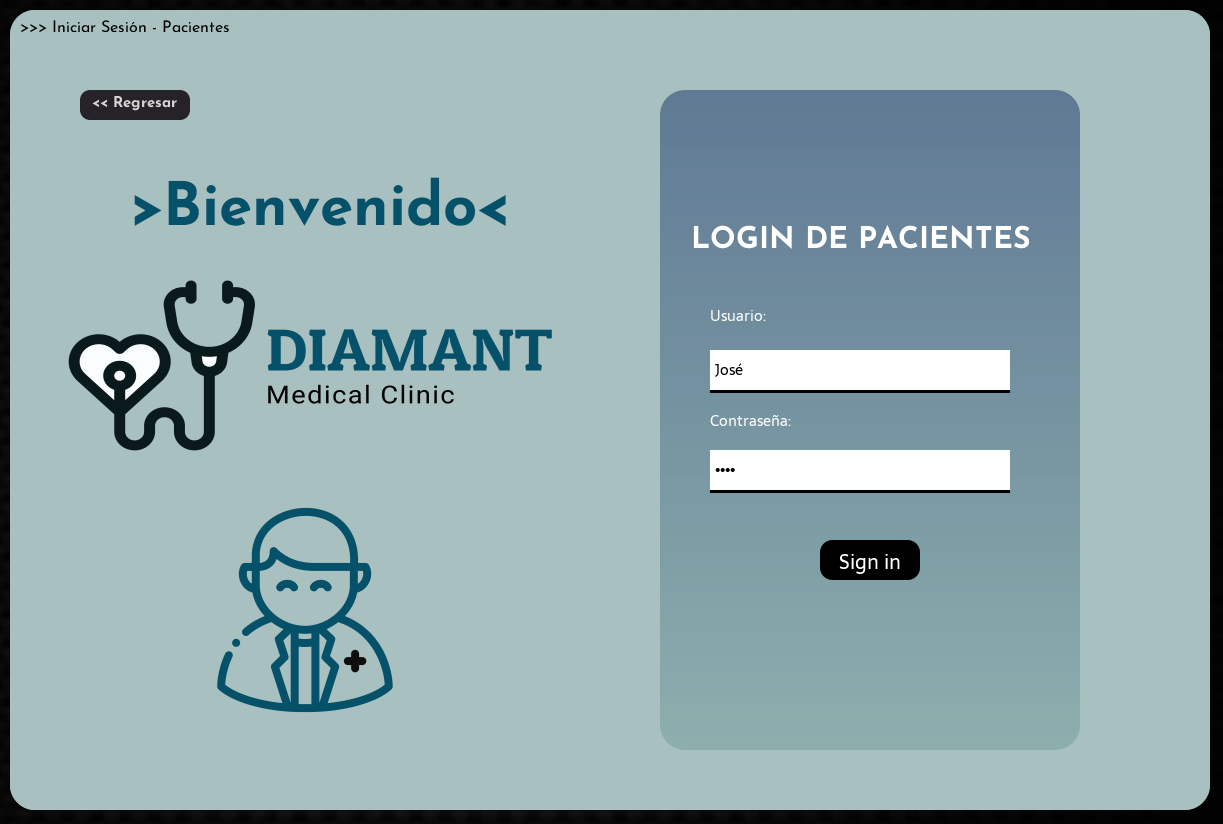 >>> Iniciar Sesión - Pacientes
<< Regresar
>Bienvenido<
DIAMANT
Medical Clinic
LOGIN DE PACIENTES
Usuario:
José
Contraseña:
••••
Sign in